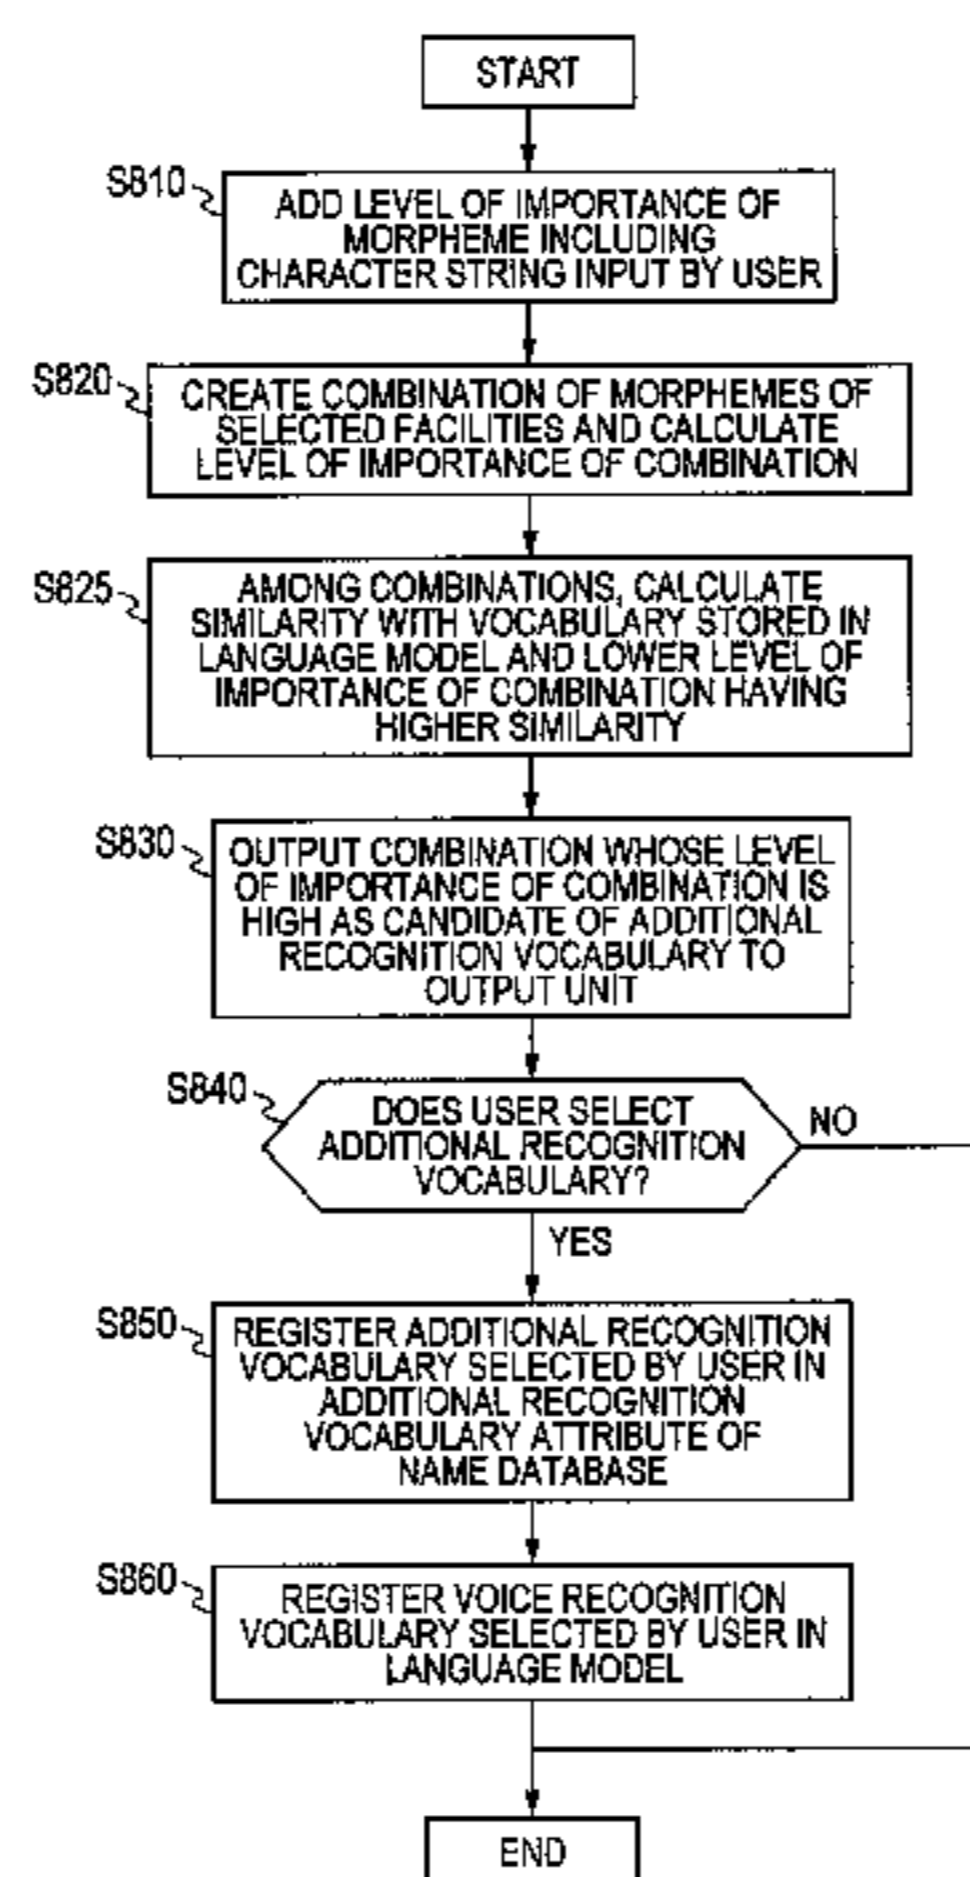 START
S810
ADD LEVEL OF IMPORTANCE OF
MORPHEME INCLUDING
CHARACTER STRING INPUT BY USER
S820
CREATE COMBINATION OF MORPHEMES OF
SELECTED FACILITIES AND CALCULATE
LEVEL OF IMPORTANCE OF COMBINATION
S825
AMONG COMBINATIONS, CALCULATE
SIMILARITY WITH VOCABULARY STORED IN
LANGUAGE MODEL AND LOWER LEVEL OF
IMPORTANCE OF COMBINATION HAVING
HIGHER SIMILARITY
S830
OUTPUT COMBINATION WHOSE LEVEL
OF IMPORTANCE OF COMBINATION IS
HIGH AS CANDIDATE OF ADDITIONAL
RECOGNITION VOCABULARY TO
OUTPUT UNIT
S840
DOES USER SELECT
ADDITIONAL RECOGNITION
VOCABULARY?
NO
YES
S850
REGISTER ADDITIONAL RECOGNITION
VOCABULARY SELECTED BY USER IN
ADDITIONAL RECOGNITION
VOCABULARY ATTRIBUTE OF
NAME DATABASE
S860
REGISTER VOICE RECOGNITION
VOCABULARY SELECTED BY USER IN
LANGUAGE MODEL
END